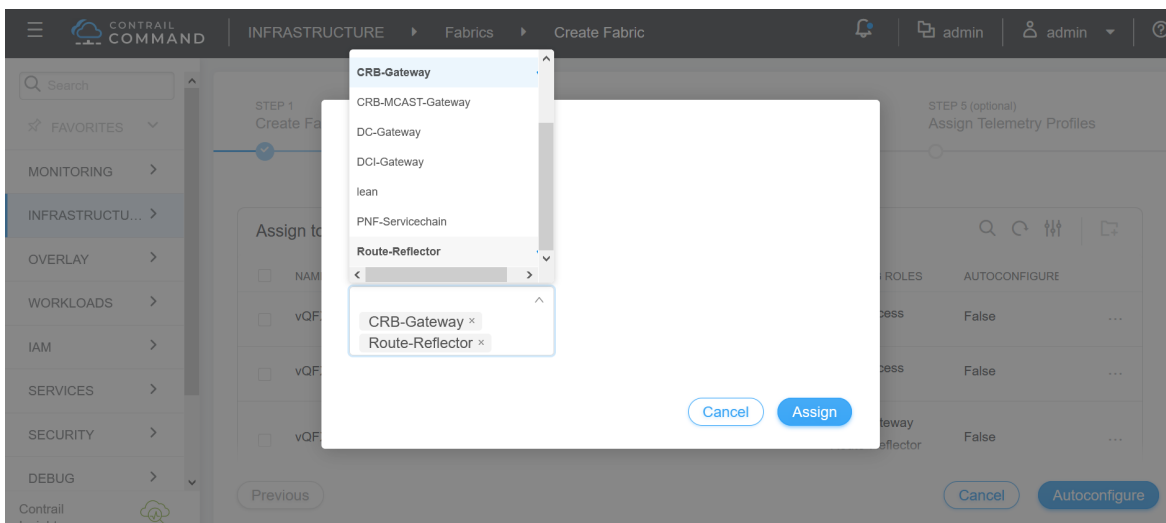 CONTRAIL
COMMAND
INFRASTRUCTURE
Fabrics
Create Fabric
admin
admin
Search
FAVORITES
MONITORING
INFRASTRUCTU...
OVERLAY
WORKLOADS
IAM
SERVICES
SECURITY
DEBUG
Contrail
STEP 1
Create Fa
STEP 5 (optional)
Assign Telemetry Profiles
CRB-Gateway
CRB-MCAST-Gateway
DC-Gateway
DCI-Gateway
lean
PNF-Servicechain
Route-Reflector
CRB-Gateway ×
Route-Reflector ×
Cancel
Assign
Assign to
NAM
ROLES
AUTOCONFIGURE
vQF
cess
False
...
vQF
cess
False
...
vQF
teway
eflector
False
...
Previous
Cancel
Autoconfigure